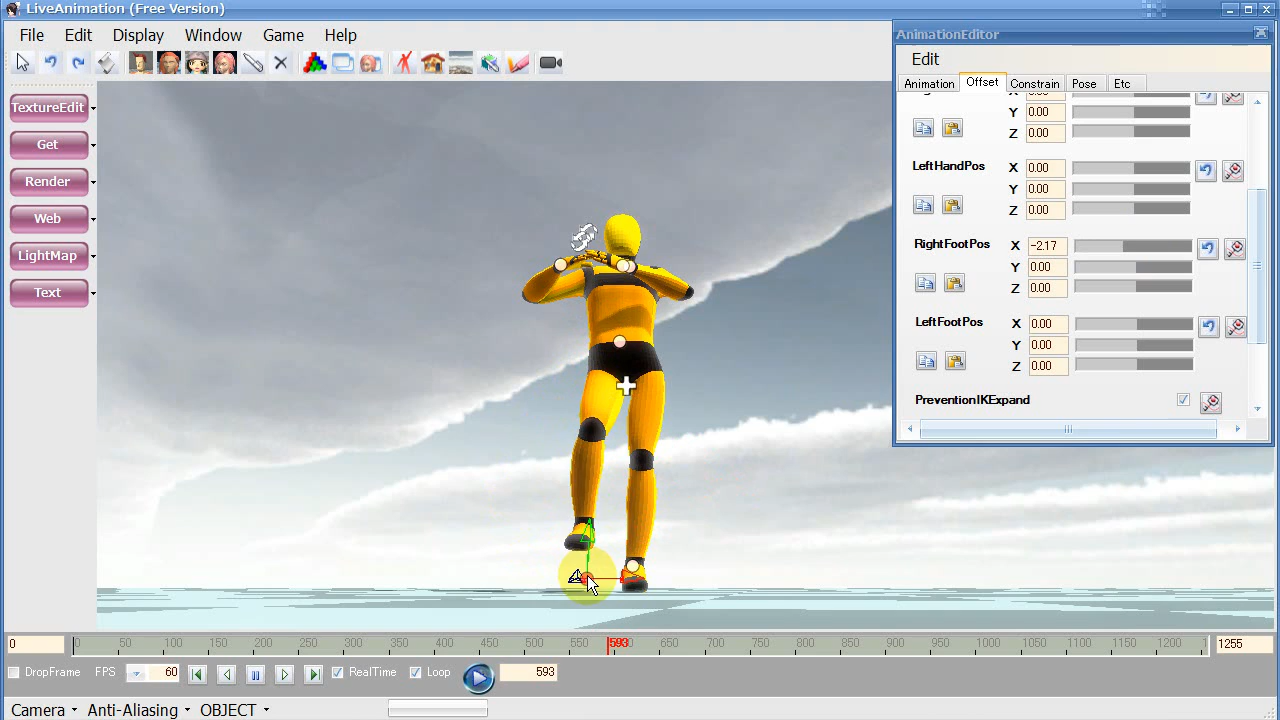 LiveAnimation (Free Version)
File Edit Display Window Game Help
TextureEdit
Get
Render
Web
LightMap
Text
AnimationEditor
Edit
Animation Offset Constrain Pose Etc
X 0.00
Y 0.00
Z 0.00
LeftHandPos X 0.00
Y 0.00
Z 0.00
RightFootPos X -2.17
Y 0.00
Z 0.00
LeftFootPos X 0.00
Y 0.00
Z 0.00
PreventionIKExpand
0 0 50 100 150 200 250 300 350 400 450 500 550 593 650 700 750 800 850 900 950 1000 1050 1100 1150 1200 1255
DropFrame FPS 60 RealTime Loop 593
Camera Anti-Aliasing OBJECT